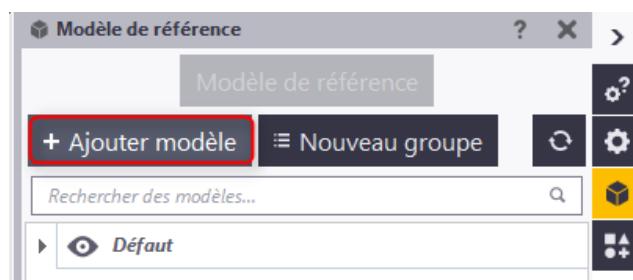 Modèle de référence ?
Modèle de référence
+ Ajouter modèle Nouveau groupe
Rechercher des modèles...
Défaut